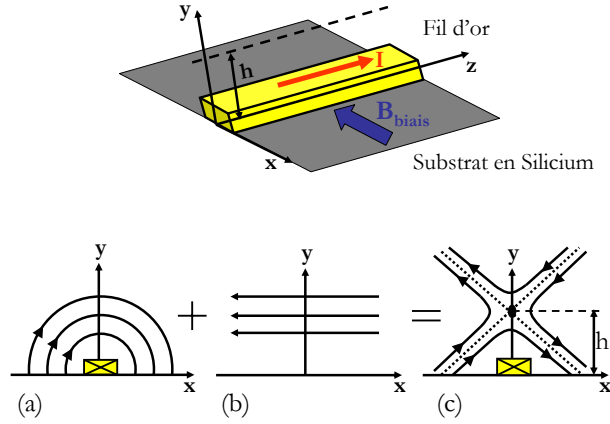 y
Fil d'or
h
I
z
B biais
x
Substrat en Silicium
y
y
y
+
=
h
x
x
x
(a)
(b)
(c)